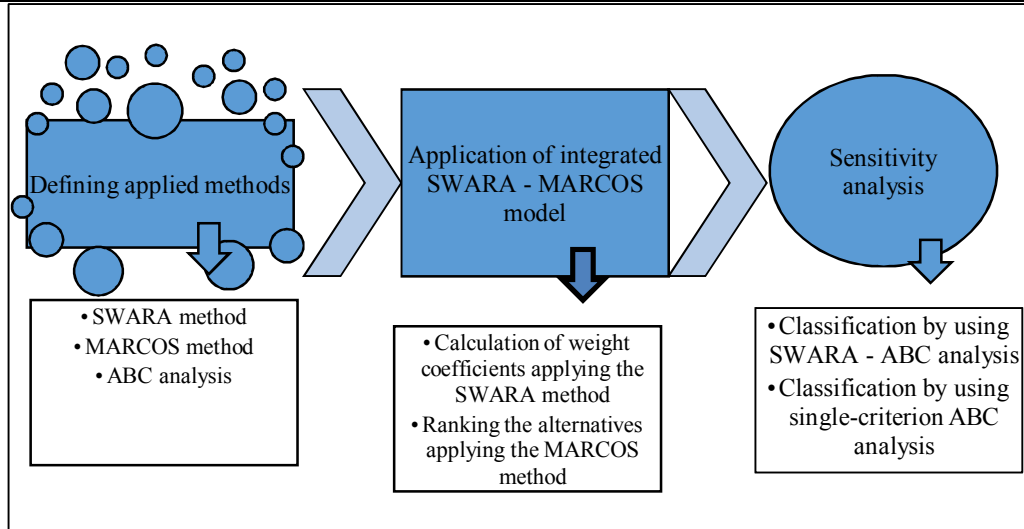 Defining applied methods
• SWARA method
• MARCOS method
• ABC analysis
Application of integrated
SWARA - MARCOS
model
• Calculation of weight
coefficients applying the
SWARA method
• Ranking the alternatives
applying the MARCOS
method
Sensitivity
analysis
• Classification by using
SWARA - ABC analysis
• Classification by using
single-criterion ABC
analysis